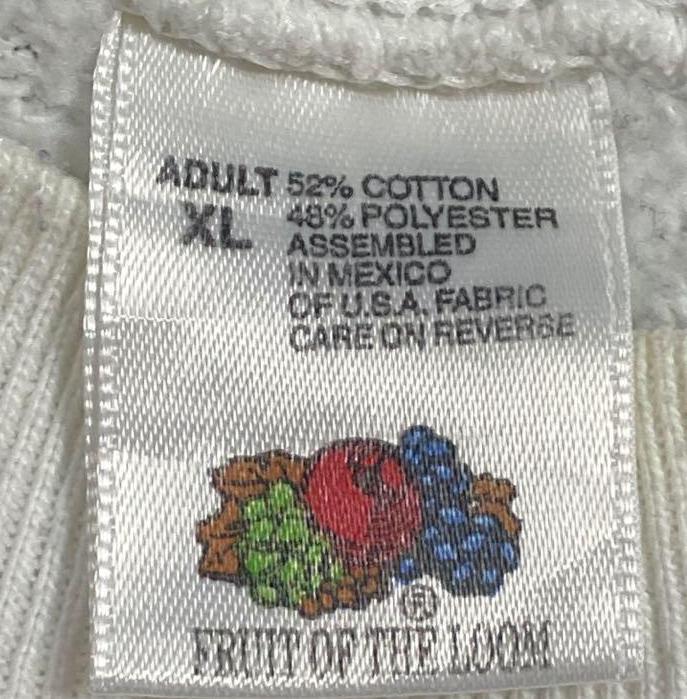 ADULT 52% COTTON
XL 48% POLYESTER
ASSEMBLED
IN MEXICO
OF U.S.A. FABRIC
CARE ON REVERSE
®
FRUIT OF THE LOOM